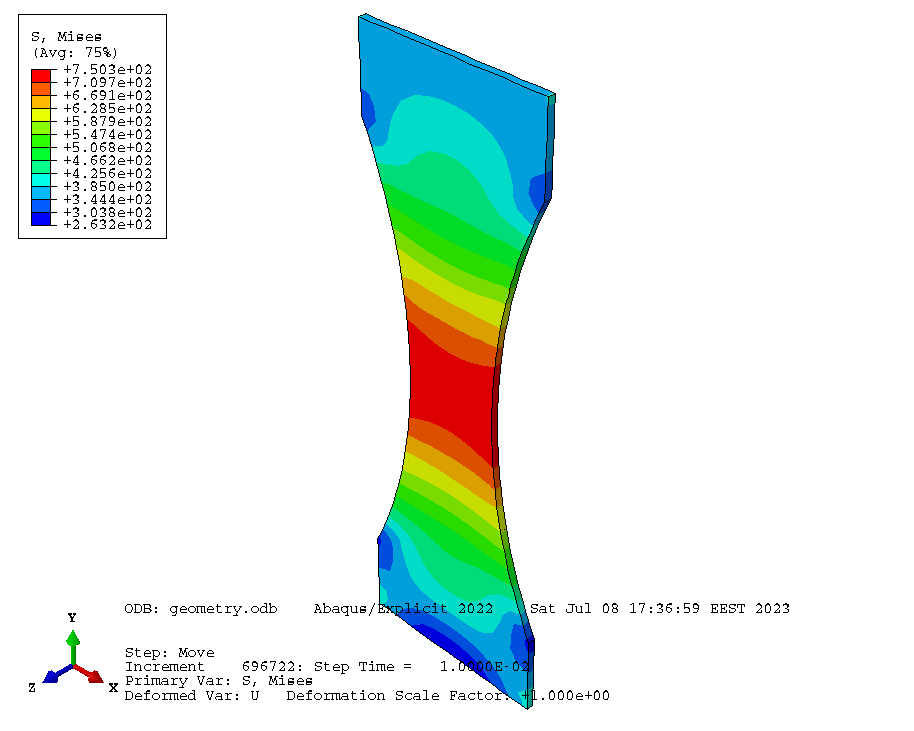 S, Mises
(Avg: 75%)
+7.503e+02
+7.097e+02
+6.691e+02
+6.285e+02
+5.879e+02
+5.474e+02
+5.068e+02
+4.662e+02
+4.256e+02
+3.850e+02
+3.444e+02
+3.038e+02
+2.632e+02
ODB: geometry.odb    Abaqus/Explicit 2022    Sat Jul 08 17:36:59 EEST 2023
Y
Z
X
Step: Move
Increment    696722: Step Time =    1.0000E-02
Primary Var: S, Mises
Deformed Var: U   Deformation Scale Factor: +1.000e+00